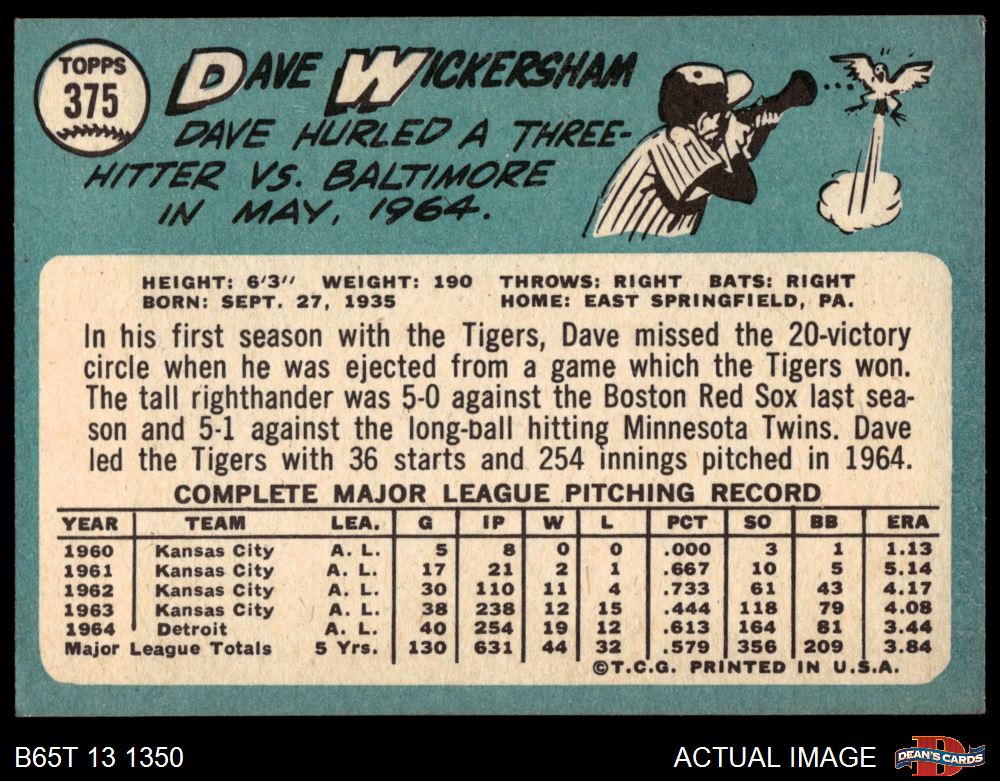 TOPPS
375
DAVE WICKERSHAM
DAVE HURLED A THREE-
HITTER VS. BALTIMORE
IN MAY, 1964.
HEIGHT: 6'3" WEIGHT: 190 THROWS: RIGHT BATS: RIGHT
BORN: SEPT. 27, 1935 HOME: EAST SPRINGFIELD, PA.
In his first season with the Tigers, Dave missed the 20-victory
circle when he was ejected from a game which the Tigers won.
The tall righthander was 5-0 against the Boston Red Sox last sea-
son and 5-1 against the long-ball hitting Minnesota Twins. Dave
led the Tigers with 36 starts and 254 innings pitched in 1964.
COMPLETE MAJOR LEAGUE PITCHING RECORD
YEAR TEAM LEA. G IP W L PCT SO BB ERA
1960 Kansas City A. L. 5 8 0 0 .000 3 1 1.13
1961 Kansas City A. L. 17 21 2 1 .667 10 5 5.14
1962 Kansas City A. L. 30 110 11 4 .733 61 43 4.17
1963 Kansas City A. L. 38 238 12 15 .444 118 79 4.08
1964 Detroit A. L. 40 254 19 12 .613 164 81 3.44
Major League Totals 5 Yrs. 130 631 44 32 .579 356 209 3.84
©T.C.G. PRINTED IN U.S.A.
B65T 13 1350 ACTUAL IMAGE DEAN'S CARDS